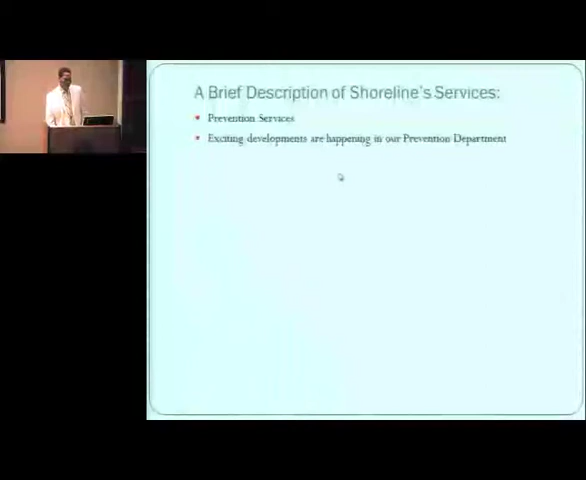 A Brief Description of Shoreline's Services:
Prevention Services
Exciting developments are happening in our Prevention Department